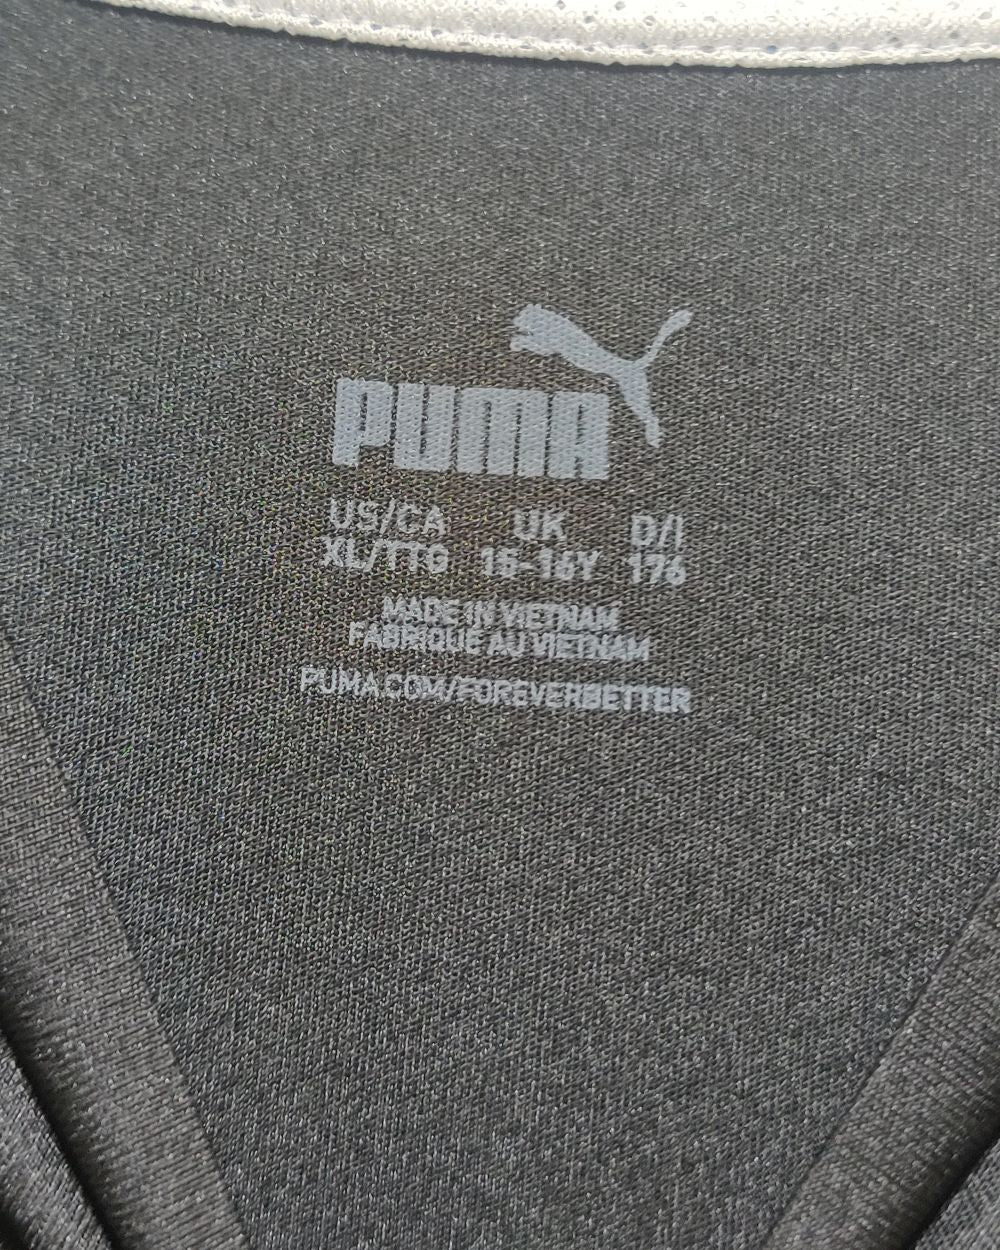 PUMA
US/CA UK D/I
XL/TTG 15-16Y 176
MADE IN VIETNAM
FABRIQUE AU VIETNAM
PUMA.COM/FOREVERBETTER